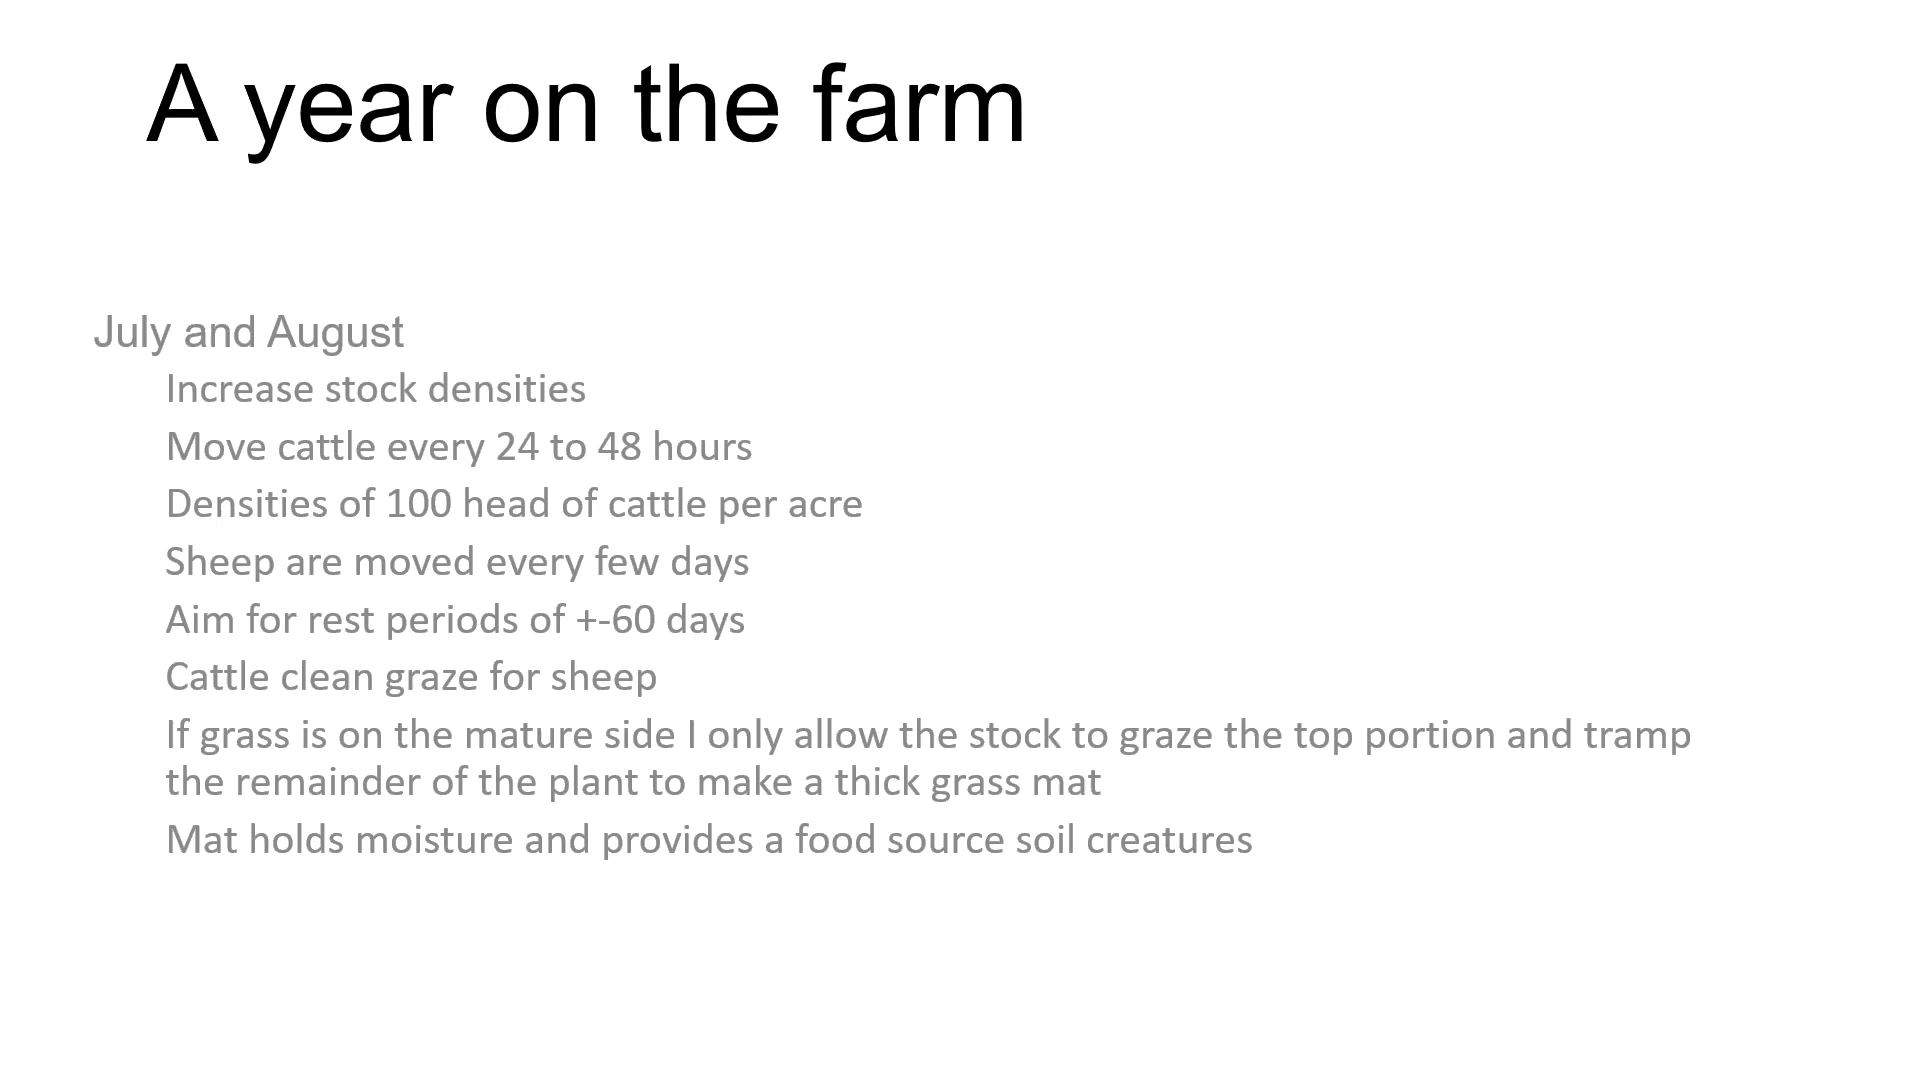 A year on the farm
July and August
Increase stock densities
Move cattle every 24 to 48 hours
Densities of 100 head of cattle per acre
Sheep are moved every few days
Aim for rest periods of +-60 days
Cattle clean graze for sheep
If grass is on the mature side I only allow the stock to graze the top portion and tramp
the remainder of the plant to make a thick grass mat
Mat holds moisture and provides a food source soil creatures